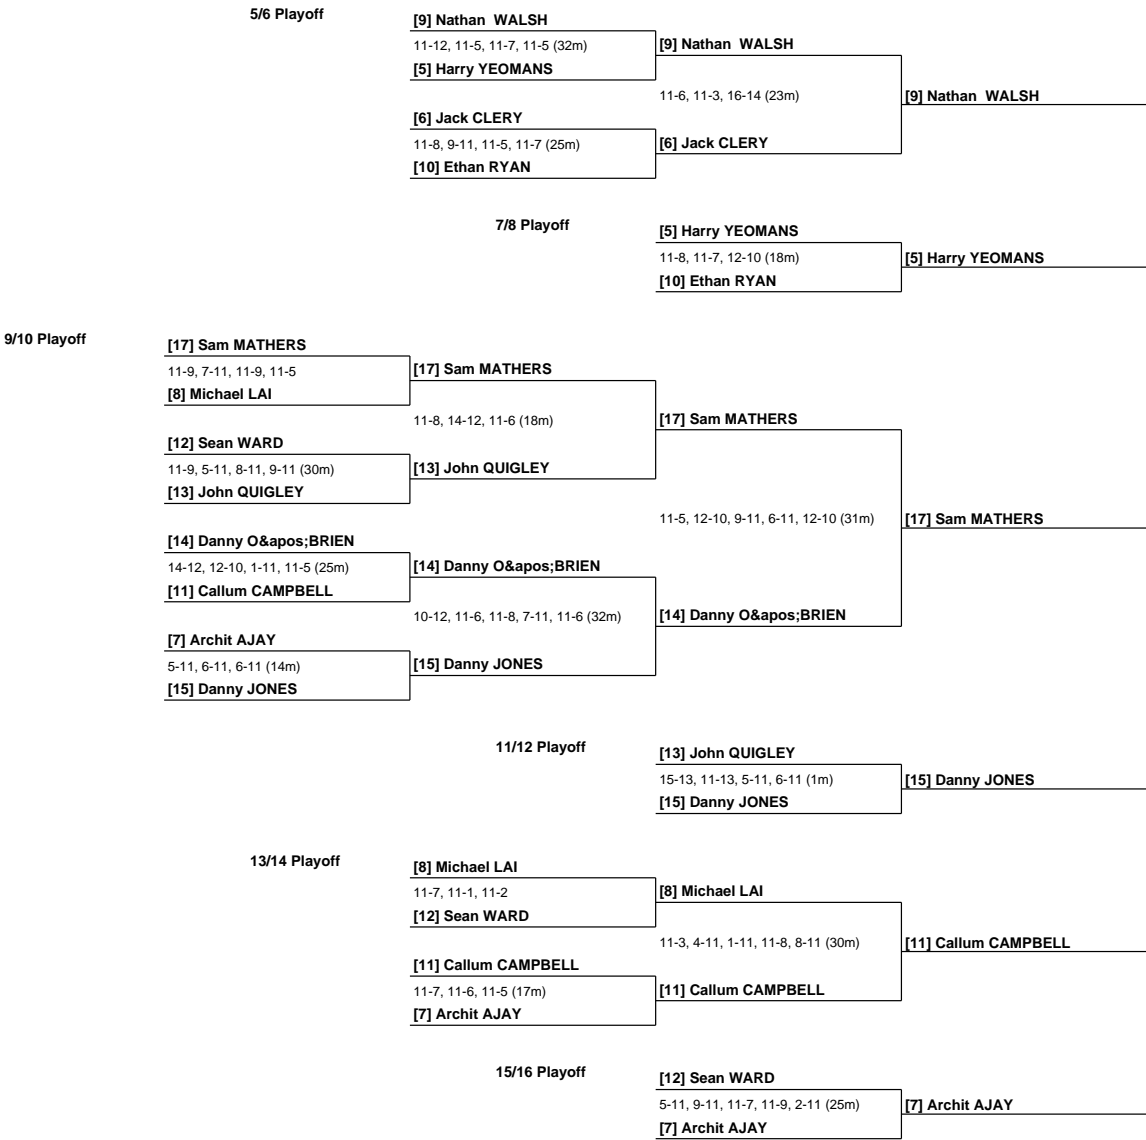 5/6 Playoff
[9] Nathan  WALSH
11-12, 11-5, 11-7, 11-5 (32m)
[9] Nathan  WALSH
[5] Harry YEOMANS
11-6, 11-3, 16-14 (23m)
[9] Nathan  WALSH
[6] Jack CLERY
11-8, 9-11, 11-5, 11-7 (25m)
[6] Jack CLERY
[10] Ethan RYAN
7/8 Playoff
[5] Harry YEOMANS
11-8, 11-7, 12-10 (18m)
[5] Harry YEOMANS
[10] Ethan RYAN
9/10 Playoff
[17] Sam MATHERS
11-9, 7-11, 11-9, 11-5
[17] Sam MATHERS
[8] Michael LAI
11-8, 14-12, 11-6 (18m)
[17] Sam MATHERS
[12] Sean WARD
11-9, 5-11, 8-11, 9-11 (30m)
[13] John QUIGLEY
[13] John QUIGLEY
11-5, 12-10, 9-11, 6-11, 12-10 (31m)
[17] Sam MATHERS
[14] Danny O&apos;BRIEN
14-12, 12-10, 1-11, 11-5 (25m)
[14] Danny O&apos;BRIEN
[11] Callum CAMPBELL
10-12, 11-6, 11-8, 7-11, 11-6 (32m)
[14] Danny O&apos;BRIEN
[7] Archit AJAY
5-11, 6-11, 6-11 (14m)
[15] Danny JONES
[15] Danny JONES
11/12 Playoff
[13] John QUIGLEY
15-13, 11-13, 5-11, 6-11 (1m)
[15] Danny JONES
[15] Danny JONES
13/14 Playoff
[8] Michael LAI
11-7, 11-1, 11-2
[8] Michael LAI
[12] Sean WARD
11-3, 4-11, 1-11, 11-8, 8-11 (30m)
[11] Callum CAMPBELL
[11] Callum CAMPBELL
11-7, 11-6, 11-5 (17m)
[11] Callum CAMPBELL
[7] Archit AJAY
15/16 Playoff
[12] Sean WARD
5-11, 9-11, 11-7, 11-9, 2-11 (25m)
[7] Archit AJAY
[7] Archit AJAY